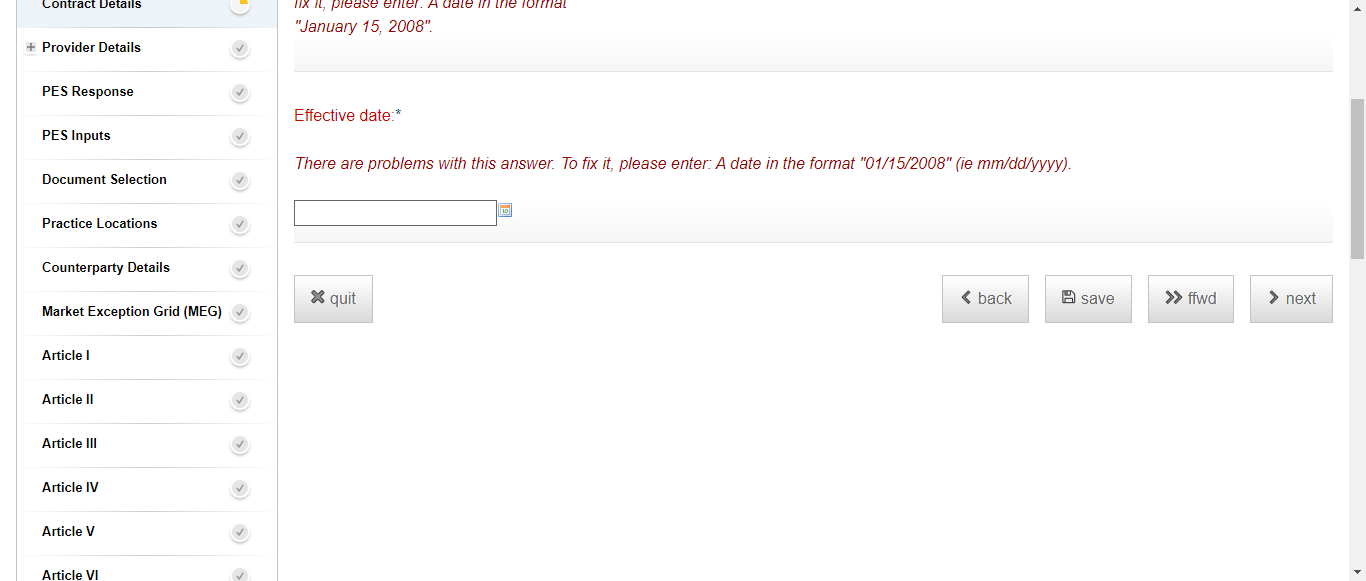 Contract Details
Provider Details
PES Response
PES Inputs
Document Selection
Practice Locations
Counterparty Details
Market Exception Grid (MEG)
Article I
Article II
Article III
Article IV
Article V
Article VI
fix it, please enter: A date in the format
"January 15, 2008".
Effective date:*
There are problems with this answer. To fix it, please enter: A date in the format "01/15/2008" (ie mm/dd/yyyy).
quit
back
save
ffwd
next